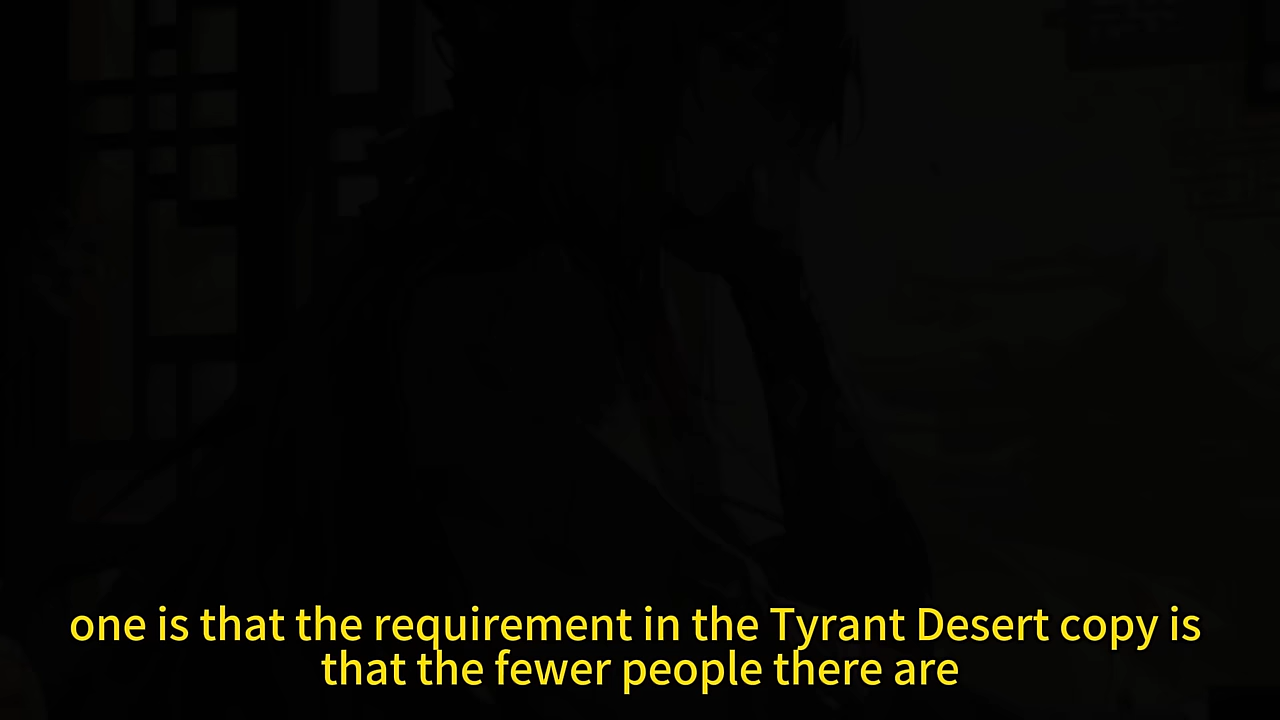 one is that the requirement in the Tyrant Desert copy is
that the fewer people there are